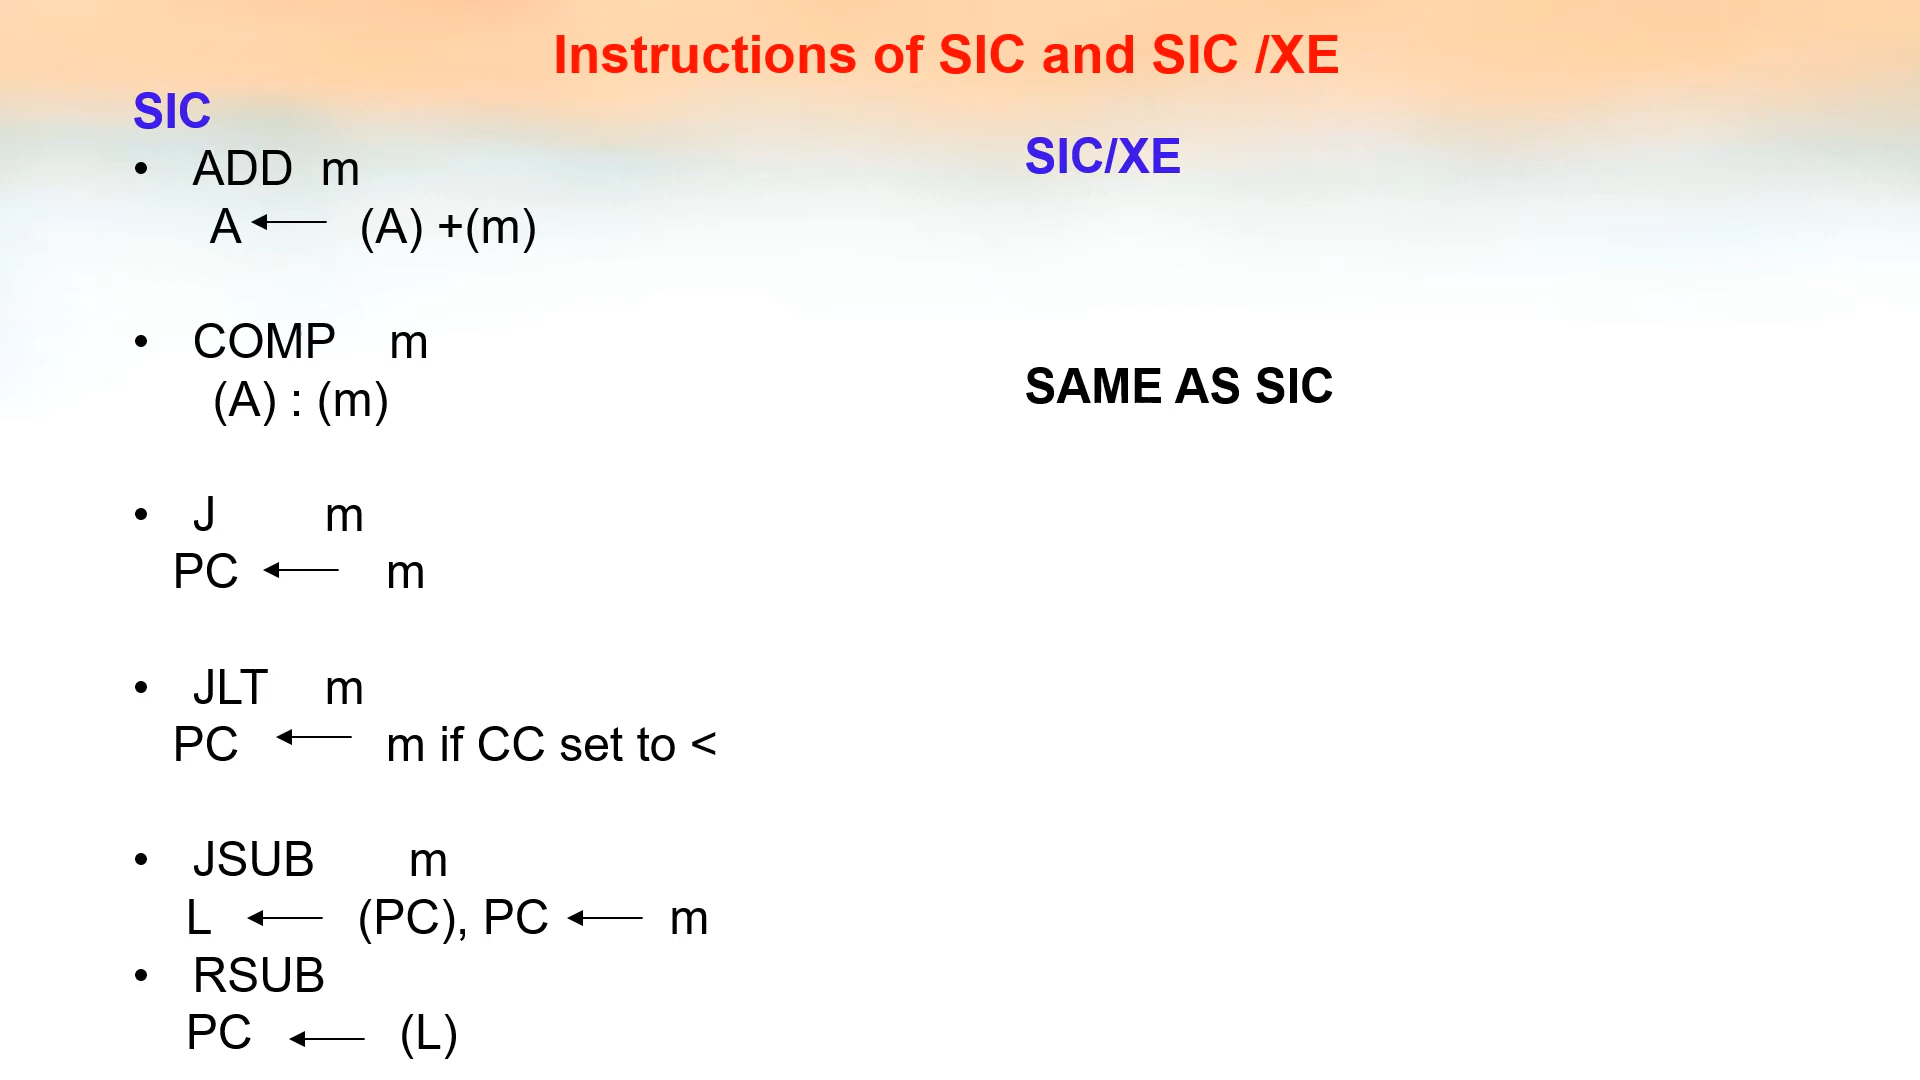 Instructions of SIC and SIC /XE
SIC
• ADD m
A ← (A) +(m)
• COMP m
(A) : (m)
• J m
PC ← m
• JLT m
PC ← m if CC set to <
• JSUB m
L ← (PC), PC ← m
• RSUB
PC ← (L)
SIC/XE
SAME AS SIC